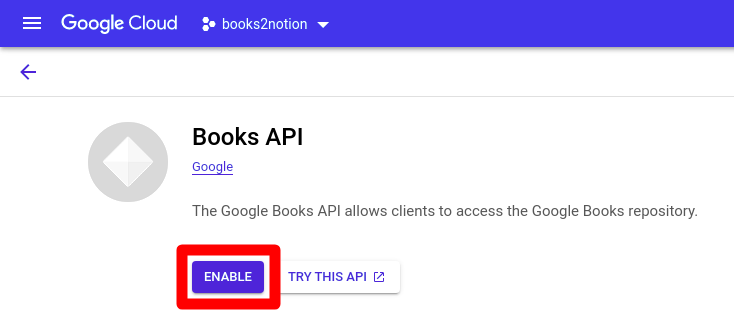 Google Cloud books2notion
Books API
Google
The Google Books API allows clients to access the Google Books repository.
ENABLE TRY THIS API